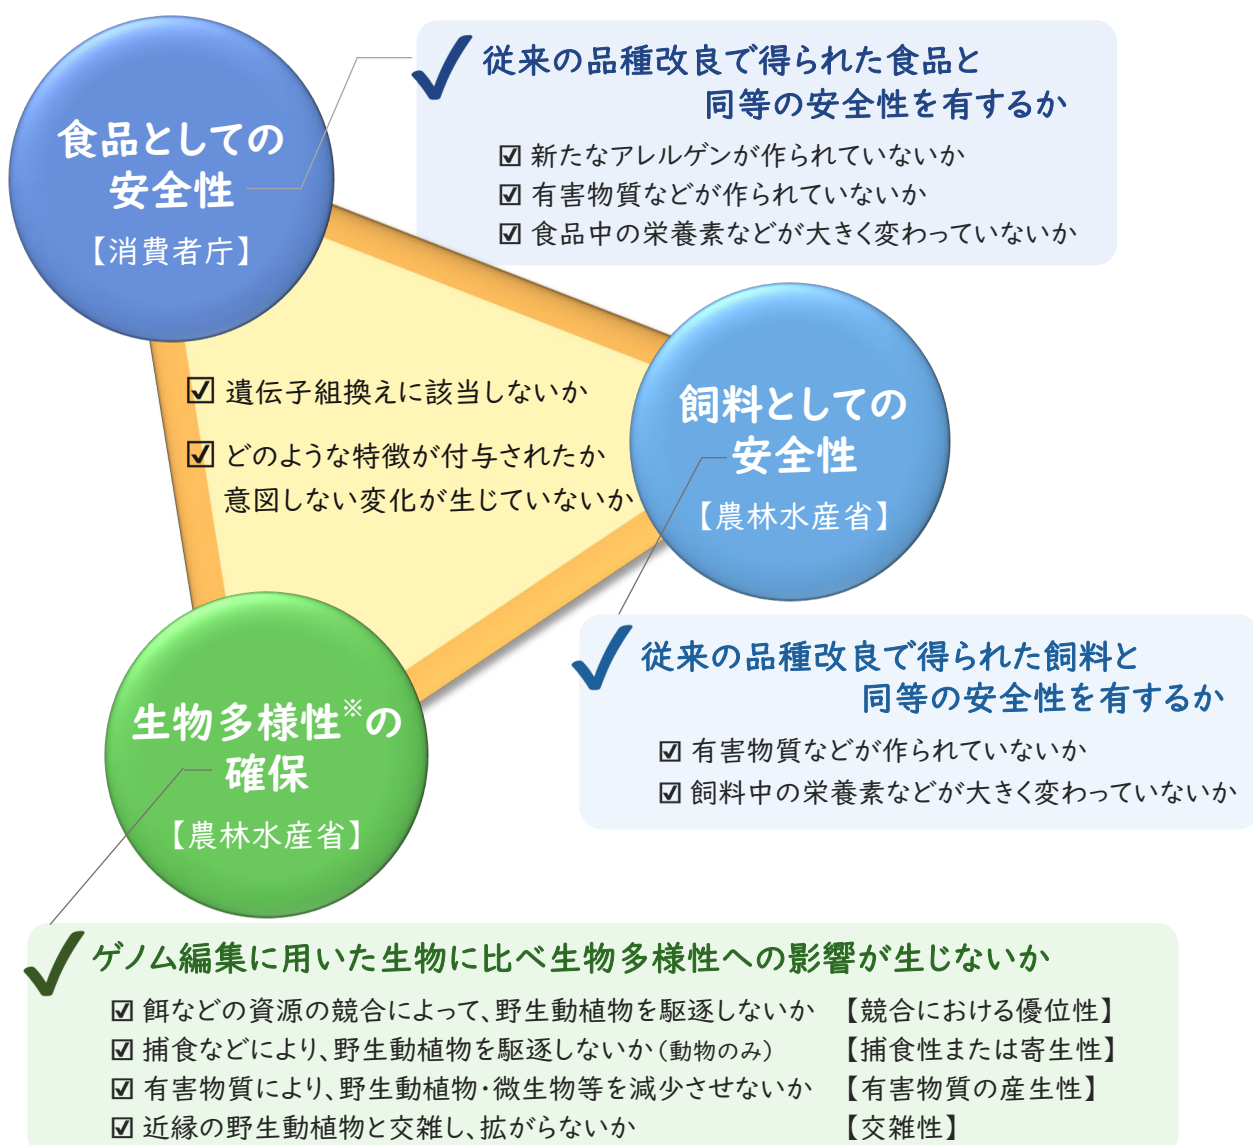 従来の品種改良で得られた食品と
同等の安全性を有するか
☑ 新たなアレルゲンが作られていないか
☑ 有害物質などが作られていないか
☑ 食品中の栄養素などが大きく変わっていないか
食品としての
安全性
【消費者庁】
☑ 遺伝子組換えに該当しないか
☑ どのような特徴が付与されたか
意図しない変化が生じていないか
飼料としての
安全性
【農林水産省】
従来の品種改良で得られた飼料と
同等の安全性を有するか
☑ 有害物質などが作られていないか
☑ 飼料中の栄養素などが大きく変わっていないか
生物多様性※の
確保
【農林水産省】
ゲノム編集に用いた生物に比べ生物多様性への影響が生じないか
☑ 餌などの資源の競合によって、野生動植物を駆逐しないか 【競合における優位性】
☑ 捕食などにより、野生動植物を駆逐しないか（動物のみ） 【捕食性または寄生性】
☑ 有害物質により、野生動植物・微生物等を減少させないか 【有害物質の産生性】
☑ 近縁の野生動植物と交雑し、拡がらないか 【交雑性】